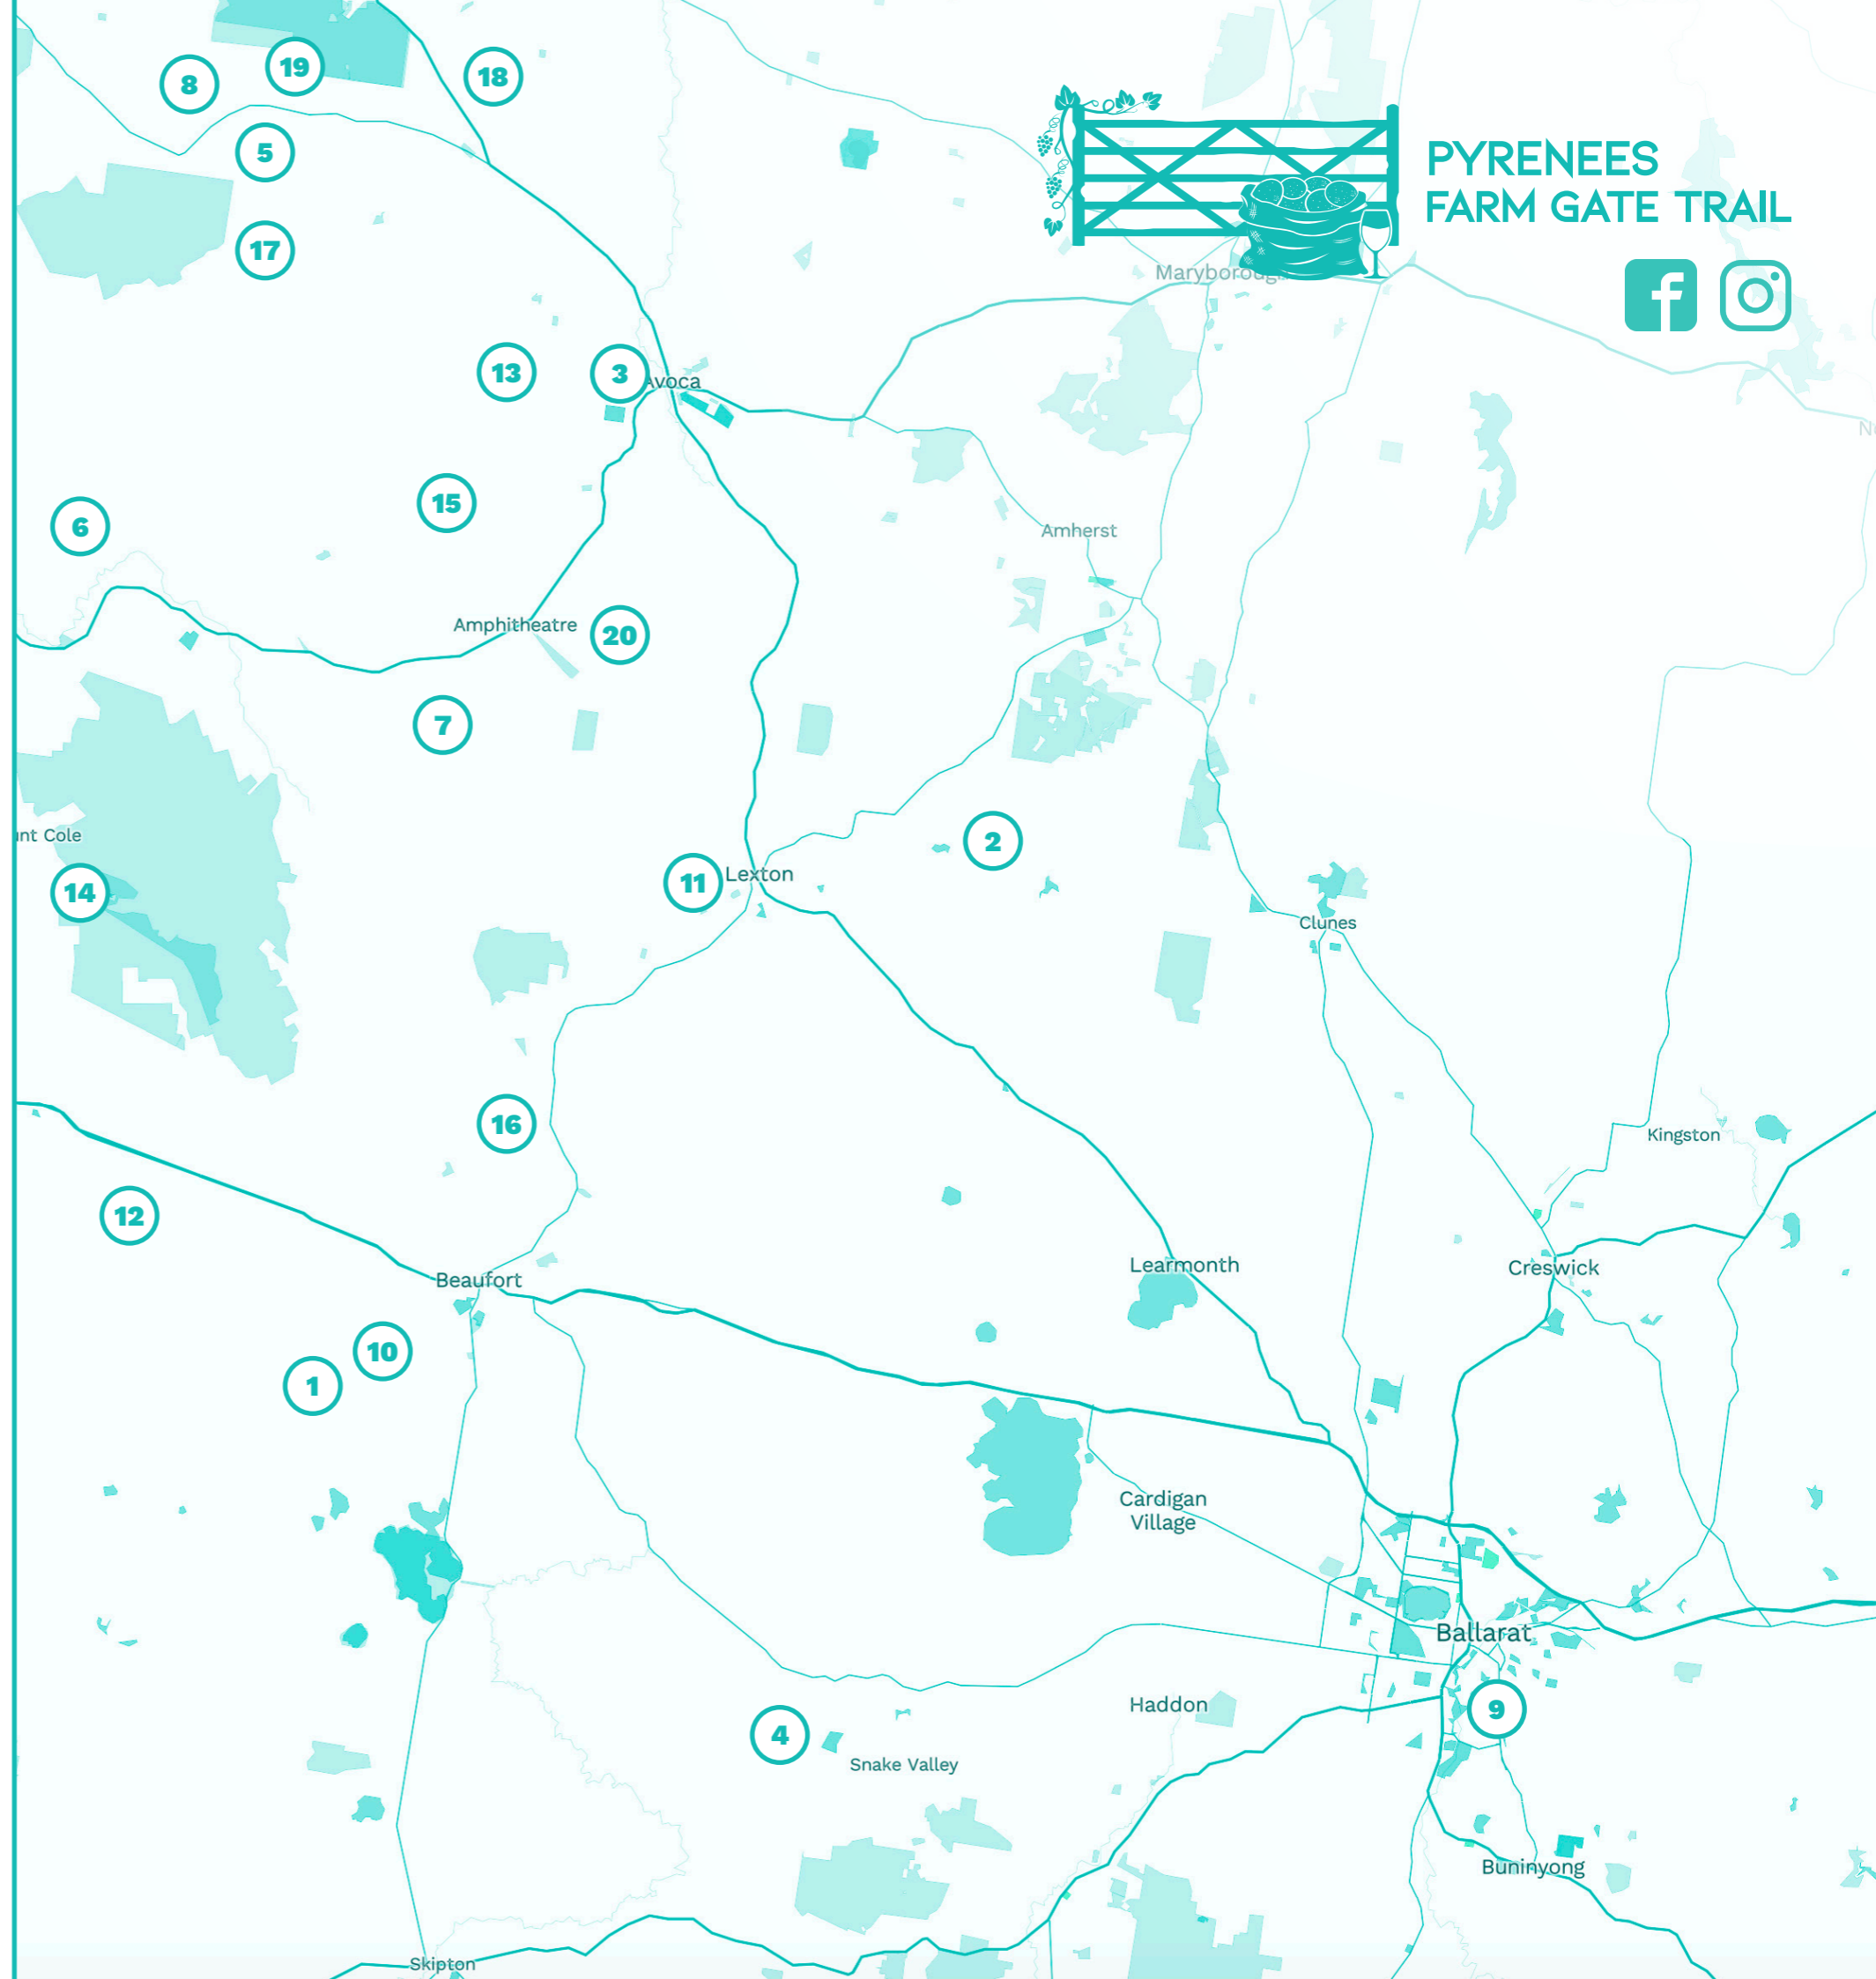 19
18
8
5
PYRENEES
FARM GATE TRAIL
17
f
13
3
Avoca
6
15
Amherst
Amphitheatre
20
7
2
14
11
Lexton
Clunes
16
Kingston
12
Learmonth
Creswick
Beaufort
10
1
Cardigan
Village
Ballarat
Haddon
9
4
Snake Valley
Buninyong
Skipton
Cole